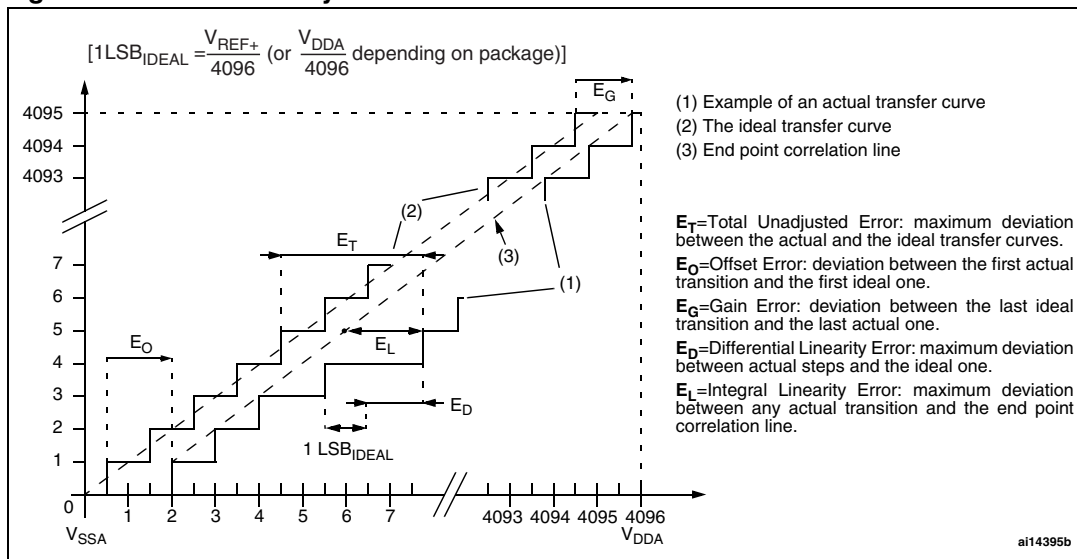 [1LSB_IDEAL = V_REF+ / 4096 (or V_DDA / 4096 depending on package)]
E_G
4095
4094
4093
7
6
5
4
3
2
1
0
(1) Example of an actual transfer curve
(2) The ideal transfer curve
(3) End point correlation line
(2)
E_T
(3)
(1)
E_O
E_L
E_D
1 LSB_IDEAL
E_T=Total Unadjusted Error: maximum deviation
between the actual and the ideal transfer curves.
E_O=Offset Error: deviation between the first actual
transition and the first ideal one.
E_G=Gain Error: deviation between the last ideal
transition and the last actual one.
E_D=Differential Linearity Error: maximum deviation
between actual steps and the ideal one.
E_L=Integral Linearity Error: maximum deviation
between any actual transition and the end point
correlation line.
1 2 3 4 5 6 7 4093 4094 4095 4096
V_SSA V_DDA
ai14395b